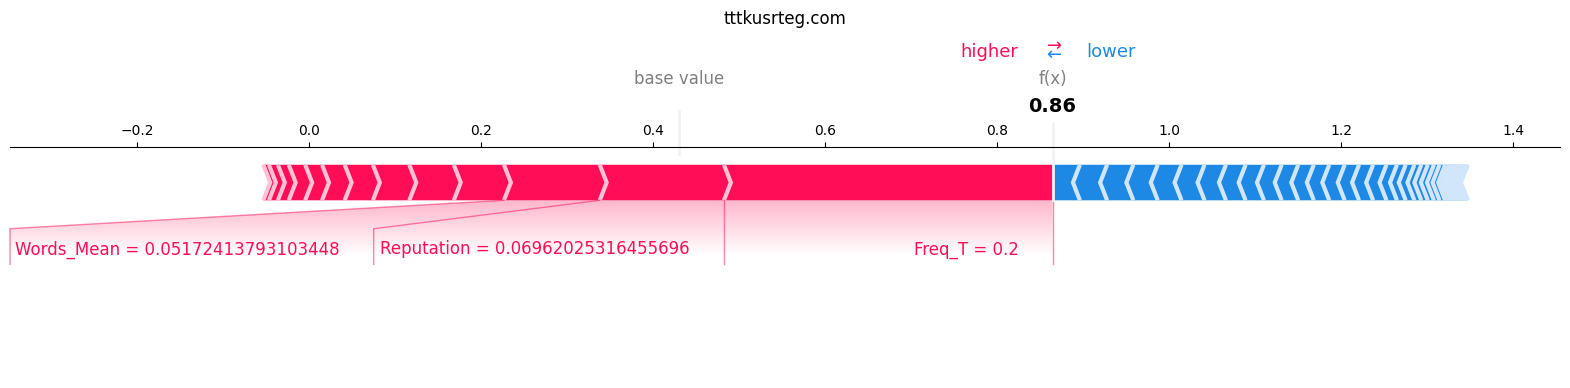 tttkusrteg.com
higher → ← lower
base value f(x)
0.86
−0.2 0.0 0.2 0.4 0.6 0.8 1.0 1.2 1.4
Words_Mean = 0.05172413793103448 Reputation = 0.06962025316455696 Freq_T = 0.2